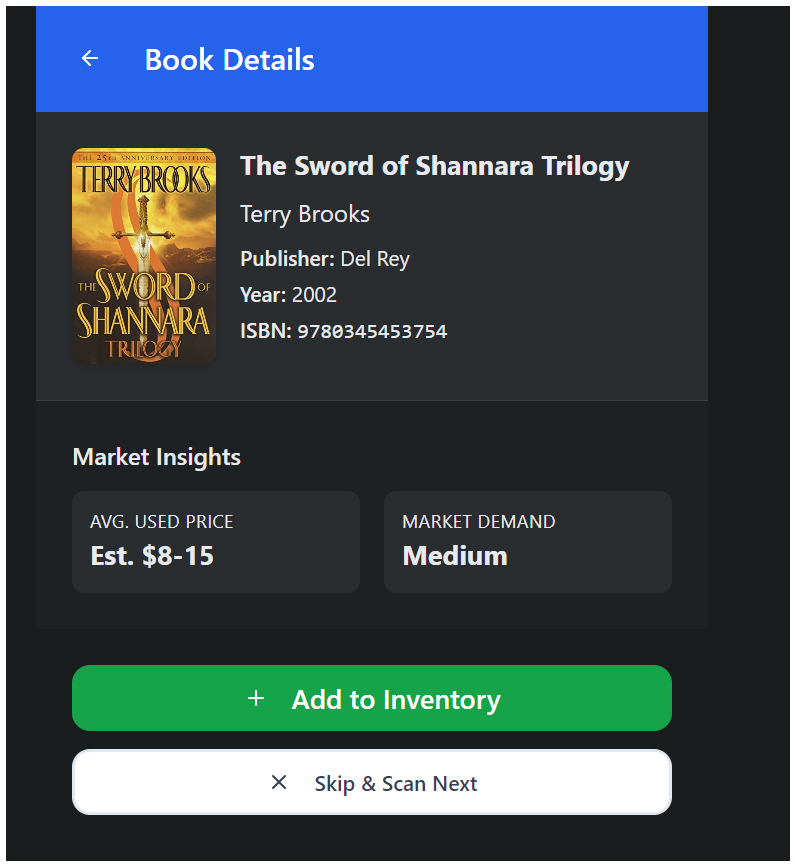 Book Details
THE 25TH ANNIVERSARY EDITION
TERRY BROOKS
THE SWORD OF
SHANNARA
TRILOGY
The Sword of Shannara Trilogy
Terry Brooks
Publisher: Del Rey
Year: 2002
ISBN: 9780345453754
Market Insights
AVG. USED PRICE
Est. $8-15
MARKET DEMAND
Medium
Add to Inventory
Skip & Scan Next